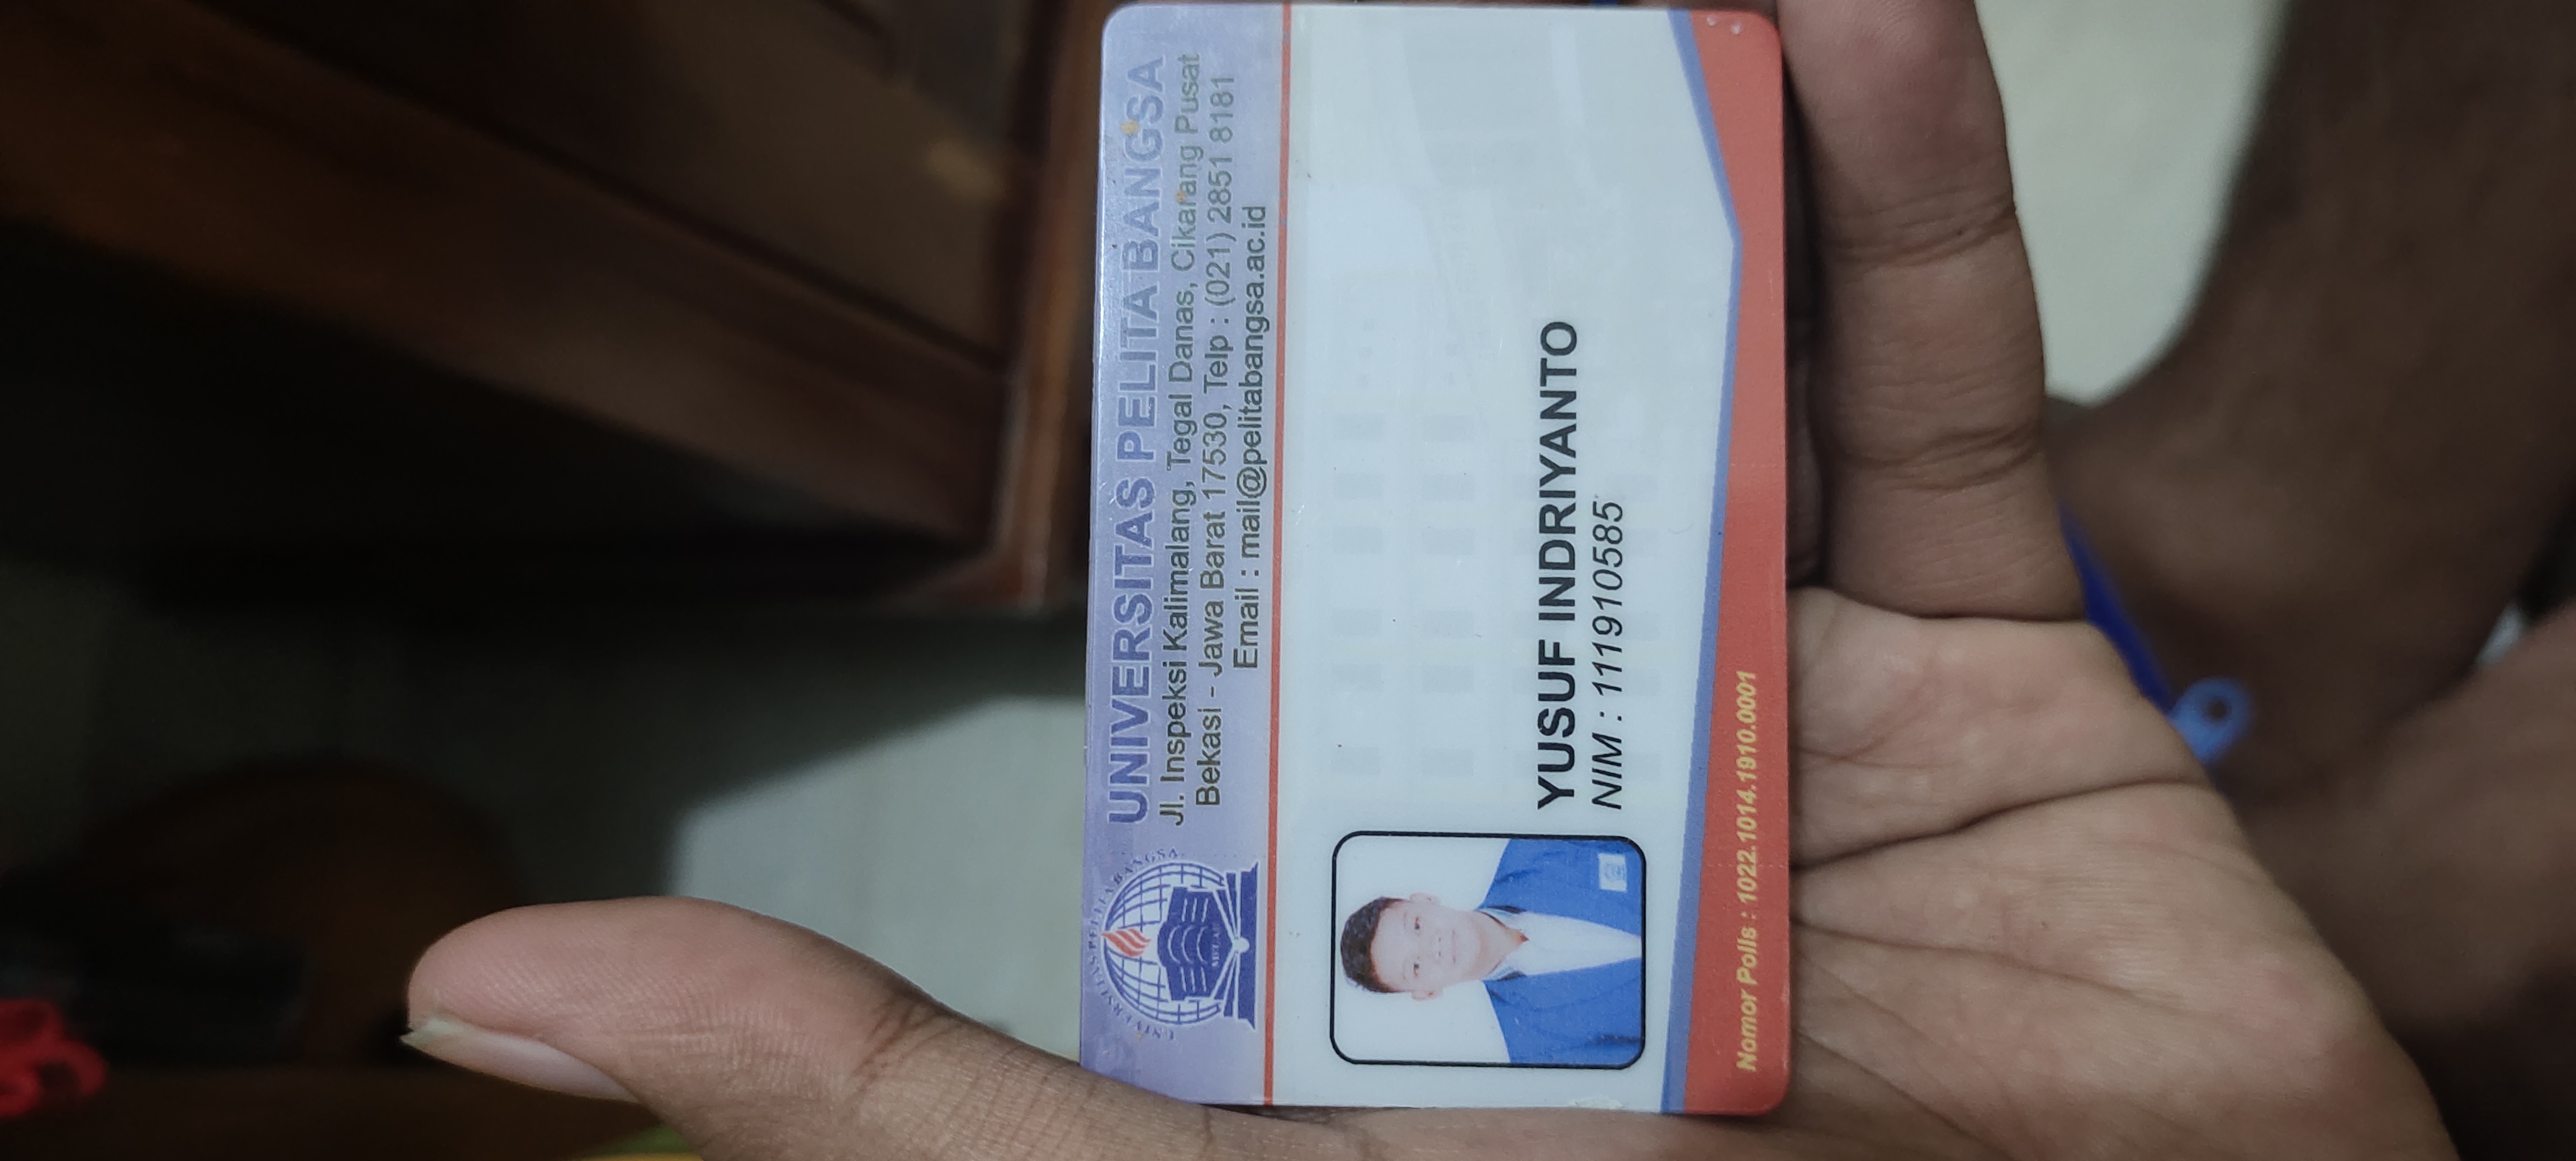 UNIVERSITAS PELITA BANGSA
UNIVERSITAS PELITA BANGSA
Jl. Inspeksi Kalimalang, Tegal Danas, Cikarang Pusat
Bekasi - Jawa Barat 17530, Telp : (021) 2851 8181
Email : mail@pelitabangsa.ac.id
YUSUF INDRIYANTO
NIM : 111910585
Nomor Polis : 1022.1014.1910.0001